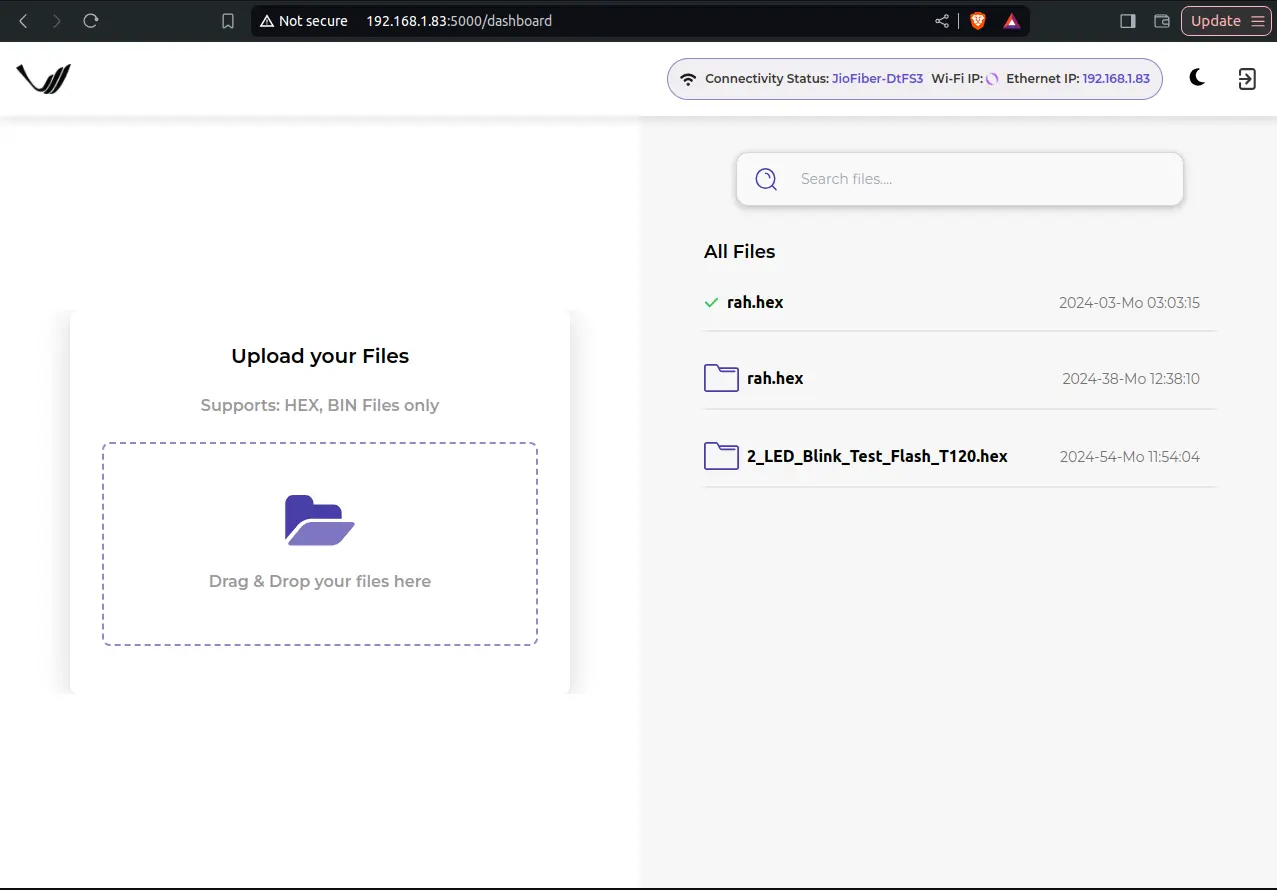 Not secure 192.168.1.83:5000/dashboard Update
Connectivity Status: JioFiber-DtFS3 Wi-Fi IP: Ethernet IP: 192.168.1.83
Search files....
All Files
rah.hex 2024-03-Mo 03:03:15
Upload your Files
Supports: HEX, BIN Files only
Drag & Drop your files here
rah.hex 2024-38-Mo 12:38:10
2_LED_Blink_Test_Flash_T120.hex 2024-54-Mo 11:54:04